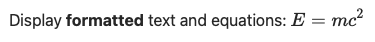 Display formatted text and equations: E = mc²